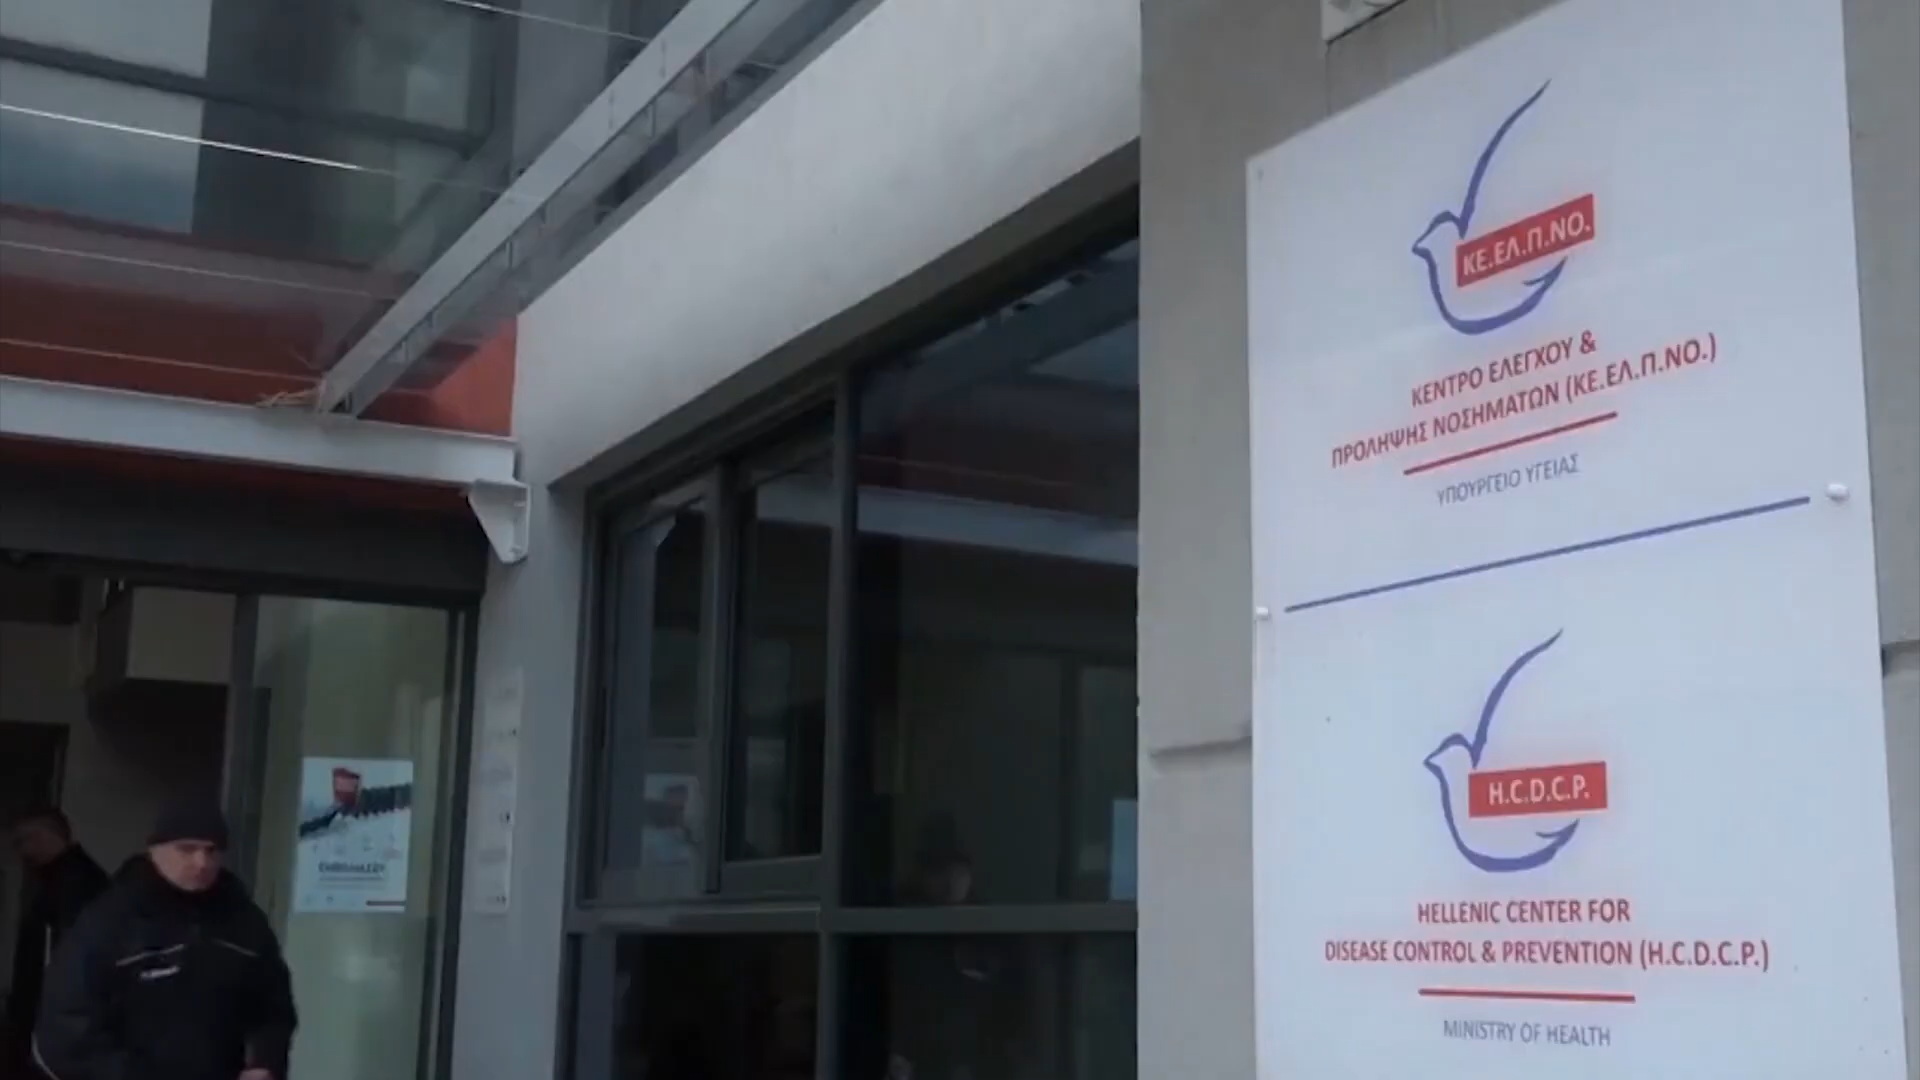 ΚΕ.ΕΛ.Π.ΝΟ.
ΚΕΝΤΡΟ ΕΛΕΓΧΟΥ &
ΠΡΟΛΗΨΗΣ ΝΟΣΗΜΑΤΩΝ (ΚΕ.ΕΛ.Π.ΝΟ.)
ΥΠΟΥΡΓΕΙΟ ΥΓΕΙΑΣ
H.C.D.C.P.
HELLENIC CENTER FOR
DISEASE CONTROL & PREVENTION (H.C.D.C.P.)
MINISTRY OF HEALTH